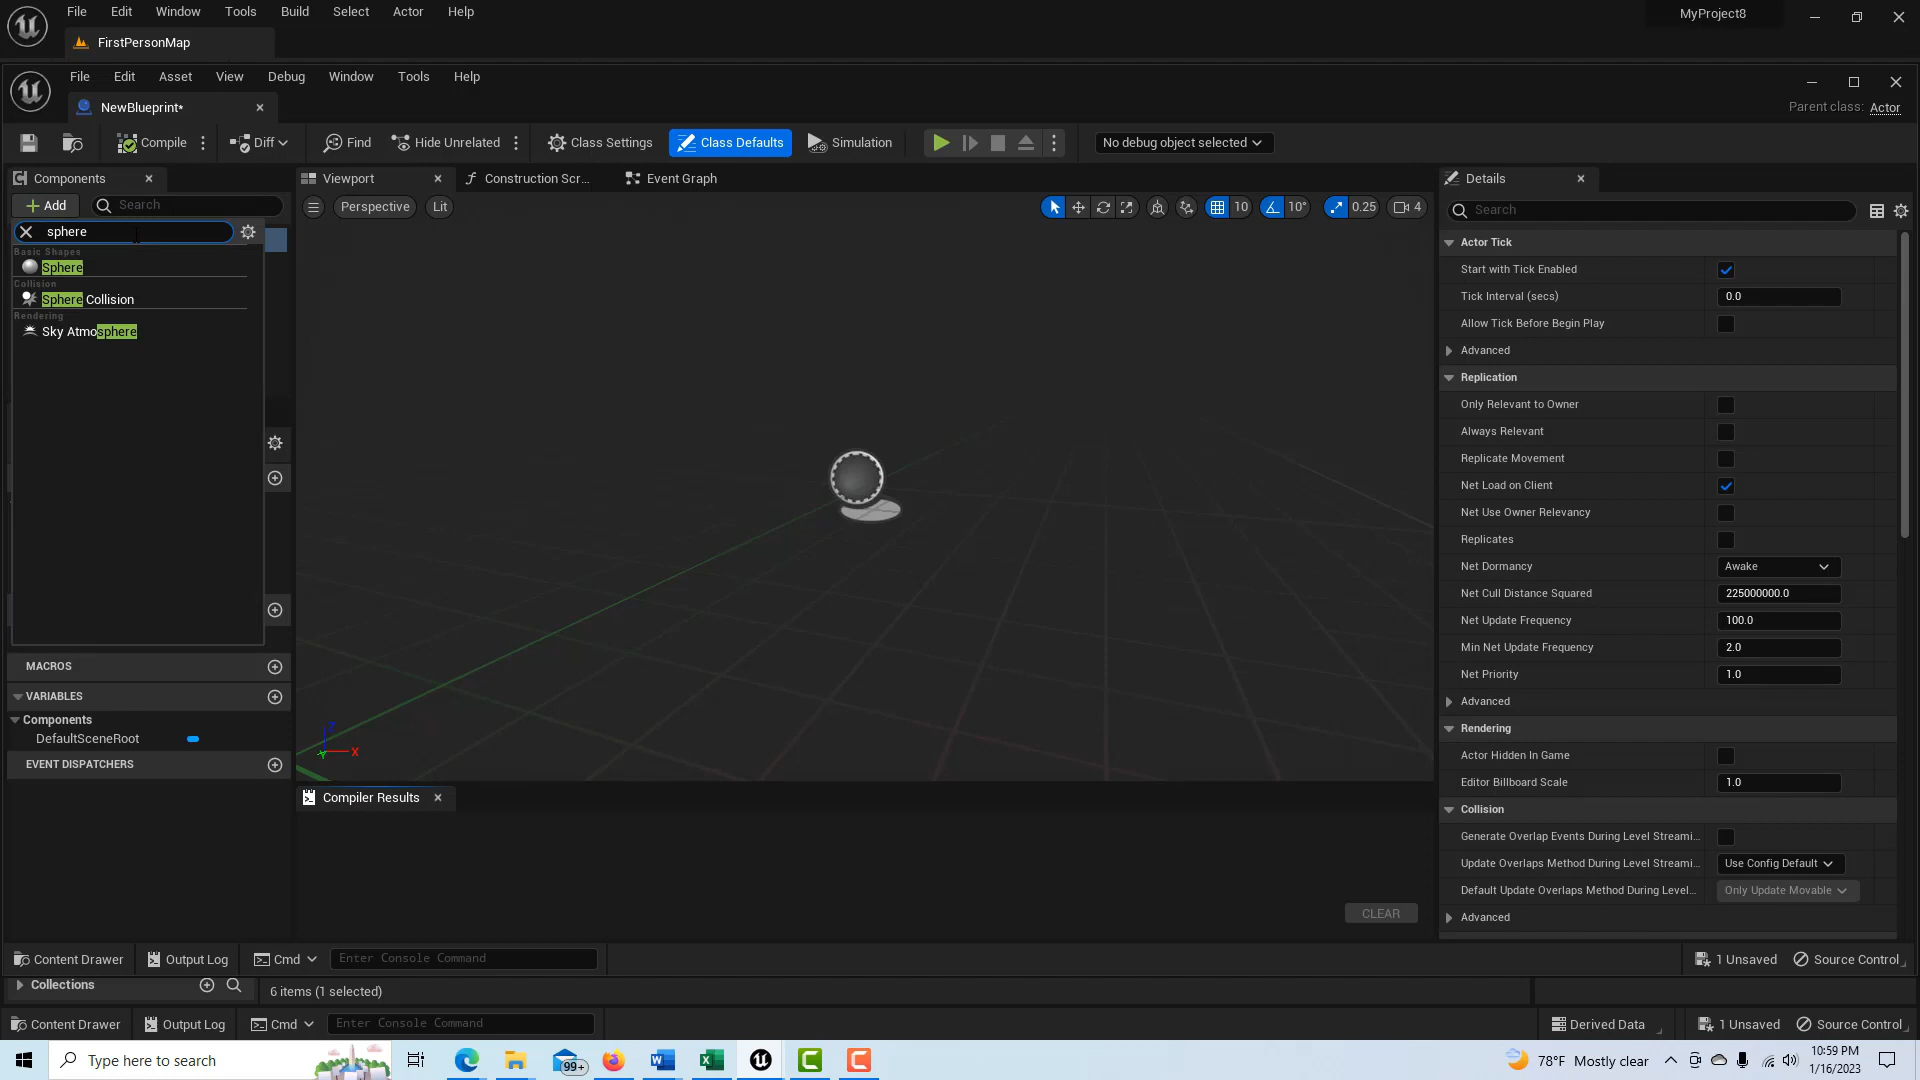 File Edit Window Tools Build Select Actor Help
MyProject8
FirstPersonMap
File Edit Asset View Debug Window Tools Help
NewBlueprint*
Parent class: Actor
Compile Diff Find Hide Unrelated Class Settings Class Defaults Simulation No debug object selected
Components Viewport Construction Scr... Event Graph Details
Add Search Perspective Lit 10 10° 0.25 4 Search
sphere
Basic Shapes
Sphere
Collision
Sphere Collision
Rendering
Sky Atmosphere
MACROS
VARIABLES
Components
DefaultSceneRoot
EVENT DISPATCHERS
Z
Y
X
Compiler Results
CLEAR
Actor Tick
Start with Tick Enabled
Tick Interval (secs) 0.0
Allow Tick Before Begin Play
Advanced
Replication
Only Relevant to Owner
Always Relevant
Replicate Movement
Net Load on Client
Net Use Owner Relevancy
Replicates
Net Dormancy Awake
Net Cull Distance Squared 225000000.0
Net Update Frequency 100.0
Min Net Update Frequency 2.0
Net Priority 1.0
Advanced
Rendering
Actor Hidden In Game
Editor Billboard Scale 1.0
Collision
Generate Overlap Events During Level Streami...
Update Overlaps Method During Level Streami... Use Config Default
Default Update Overlaps Method During Level... Only Update Movable
Advanced
Content Drawer Output Log Cmd Enter Console Command 1 Unsaved Source Control
Collections 6 items (1 selected)
Content Drawer Output Log Cmd Enter Console Command Derived Data 1 Unsaved Source Control
Type here to search 99+ 78°F Mostly clear 10:59 PM
1/16/2023